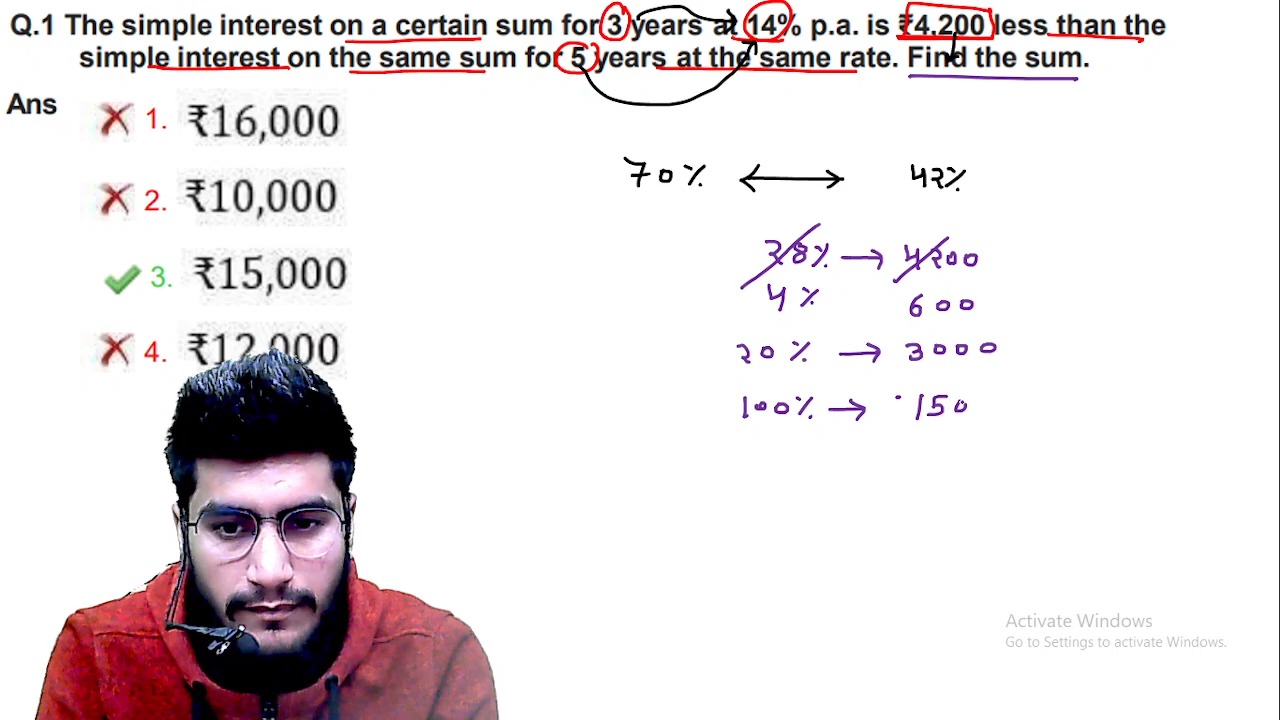 Q.1 The simple interest on a certain sum for 3 years at 14% p.a. is ₹4,200 less than the
simple interest on the same sum for 5 years at the same rate. Find the sum.
Ans
1. ₹16,000
2. ₹10,000
3. ₹15,000
4. ₹12,000
70% 42%
28% → 4200
4% 600
20% → 3000
100% → 150
Activate Windows
Go to Settings to activate Windows.